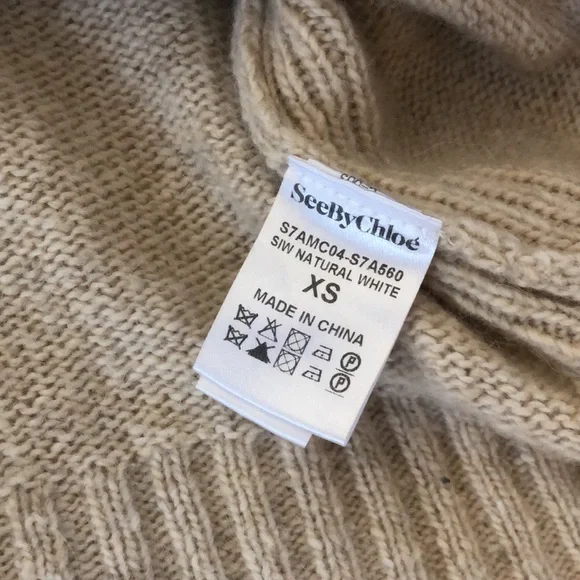 SeeByChloé
S7AMC04-S7A560
SIW NATURAL WHITE
XS
MADE IN CHINA
P
P